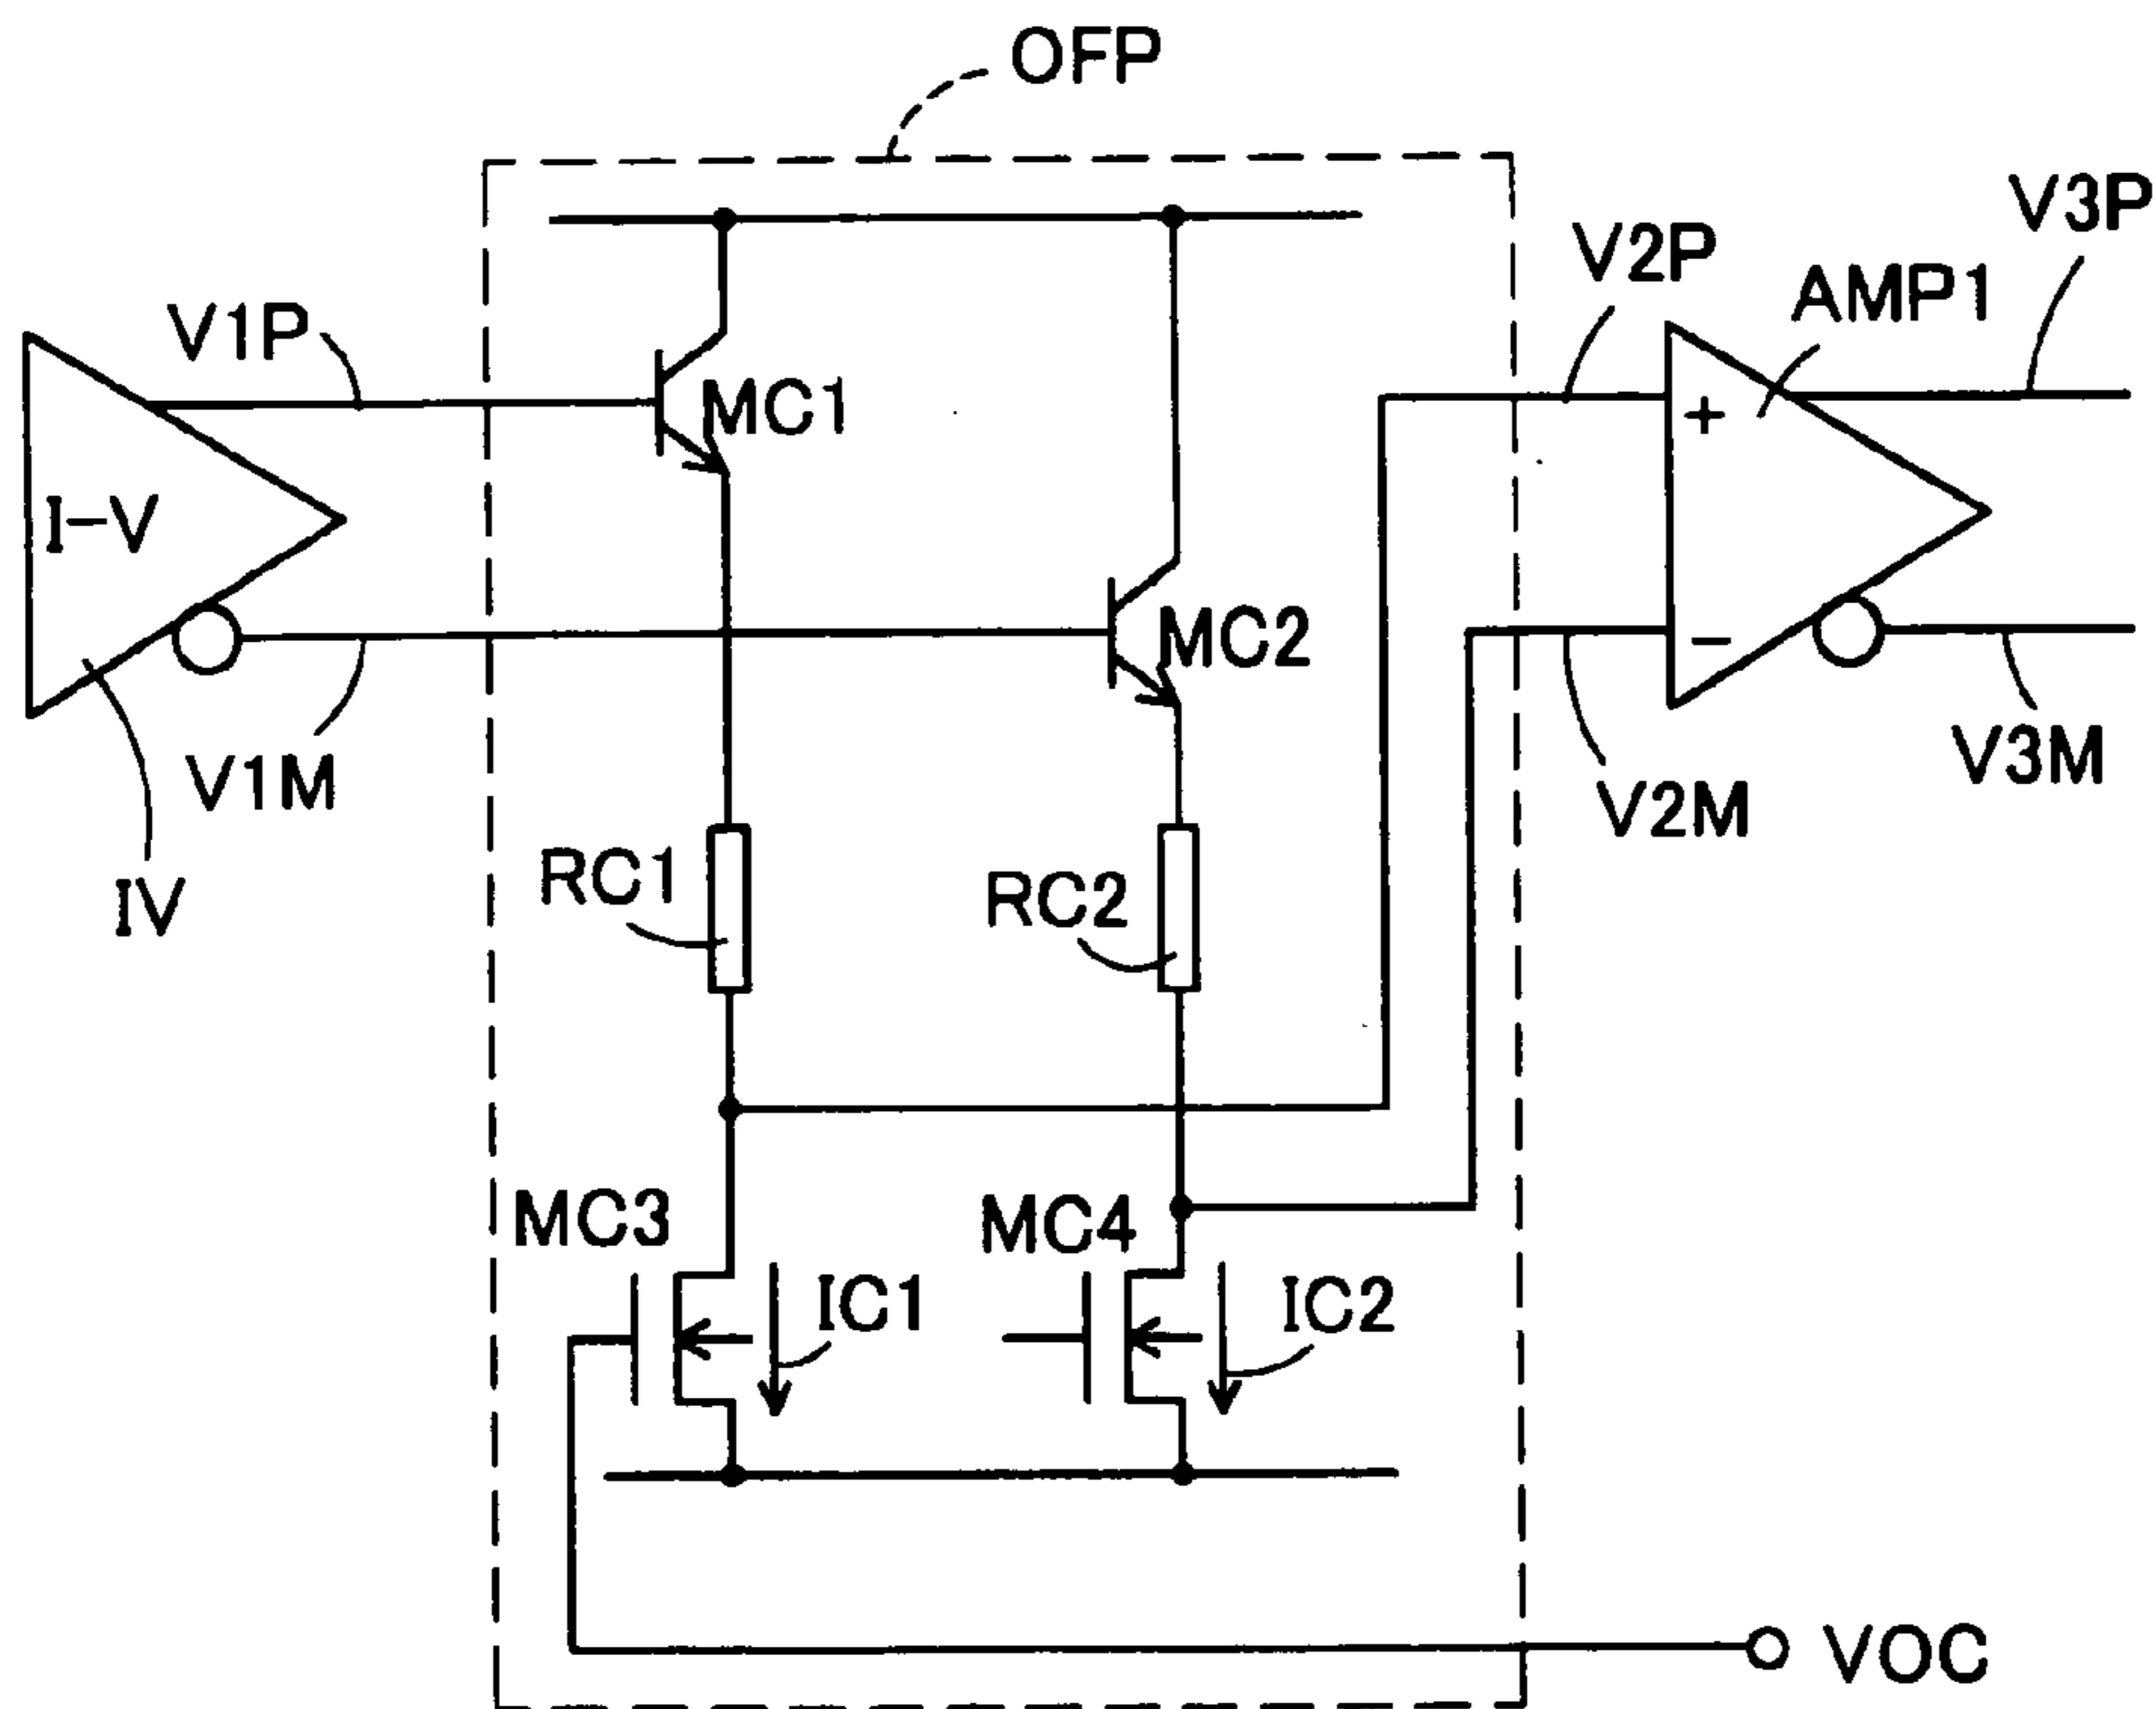 OFP
V3P
V2P
AMP1
V1P
MC1
+
I-V
MC2
−
V1M
V3M
V2M
RC1
RC2
IV
MC3
MC4
IC1
IC2
VOC